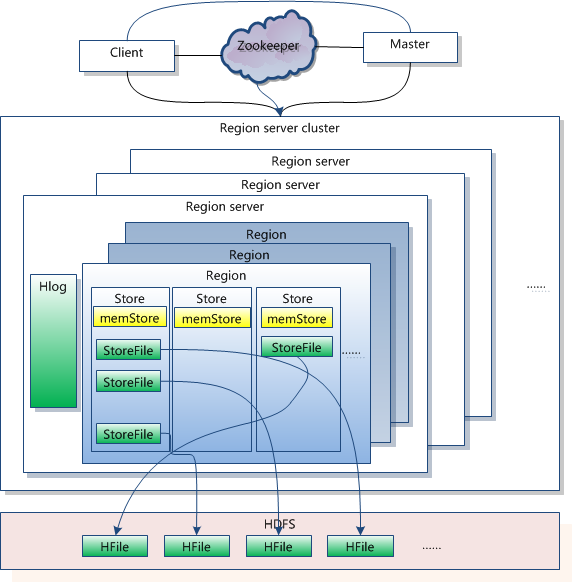 Client
Zookeeper
Master
Region server cluster
Region server
Region server
Region server
Region
Region
Region
Hlog
Store
Store
Store
memStore
memStore
memStore
StoreFile
StoreFile
StoreFile
StoreFile
......
......
HDFS
HFile
HFile
HFile
HFile
......